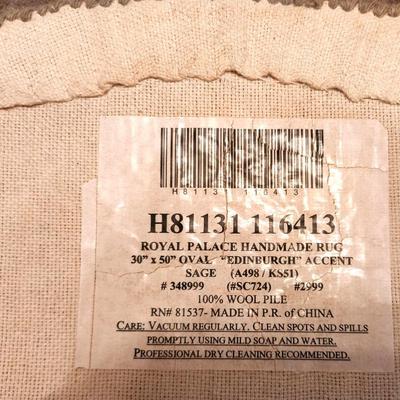 H81131 116413
H81131 116413
ROYAL PALACE HANDMADE RUG
30" x 50" OVAL "EDINBURGH" ACCENT
SAGE (A498 / KS51)
# 348999 (#SC724) #2999
100% WOOL PILE
RN# 81537- MADE IN P.R. of CHINA
CARE: VACUUM REGULARLY. CLEAN SPOTS AND SPILLS
PROMPTLY USING MILD SOAP AND WATER.
PROFESSIONAL DRY CLEANING RECOMMENDED.